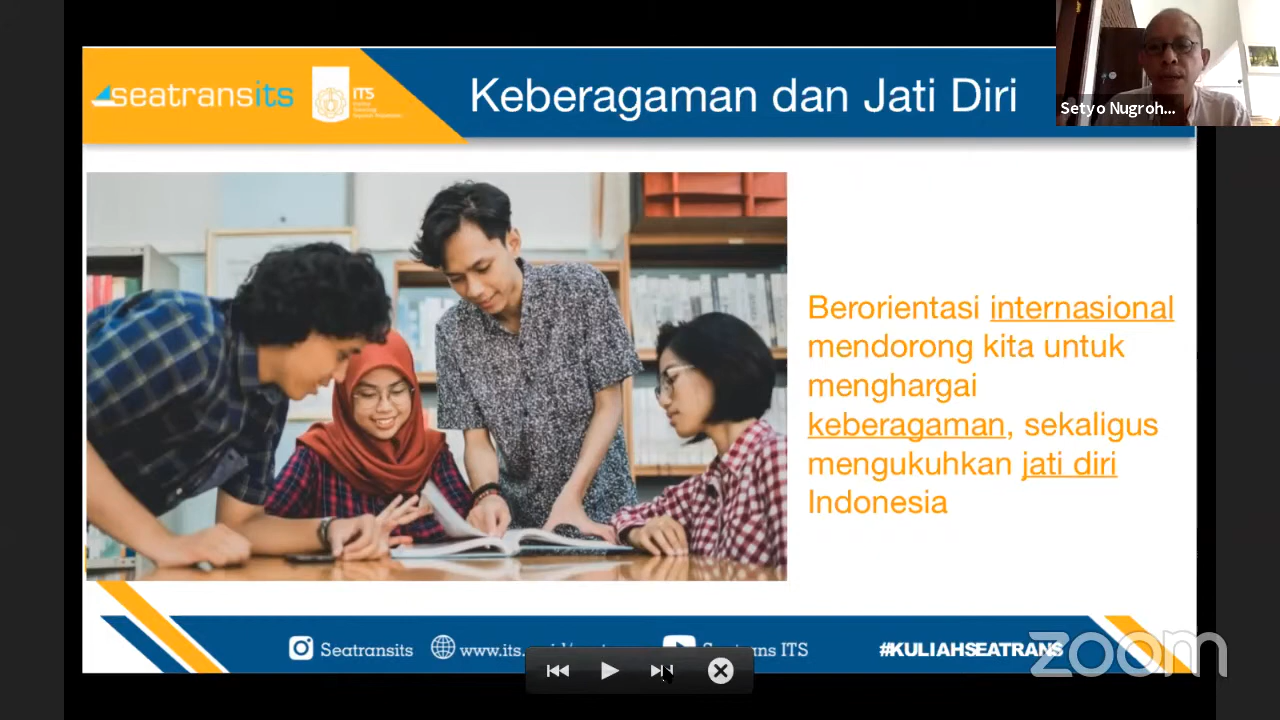 seatransits
ITS
Keberagaman dan Jati Diri
Setyo Nugroh...
Berorientasi internasional
mendorong kita untuk
menghargai
keberagaman, sekaligus
mengukuhkan jati diri
Indonesia
Seatransits
www.its.
ITS
#KULIAHSEATRANS
zoom